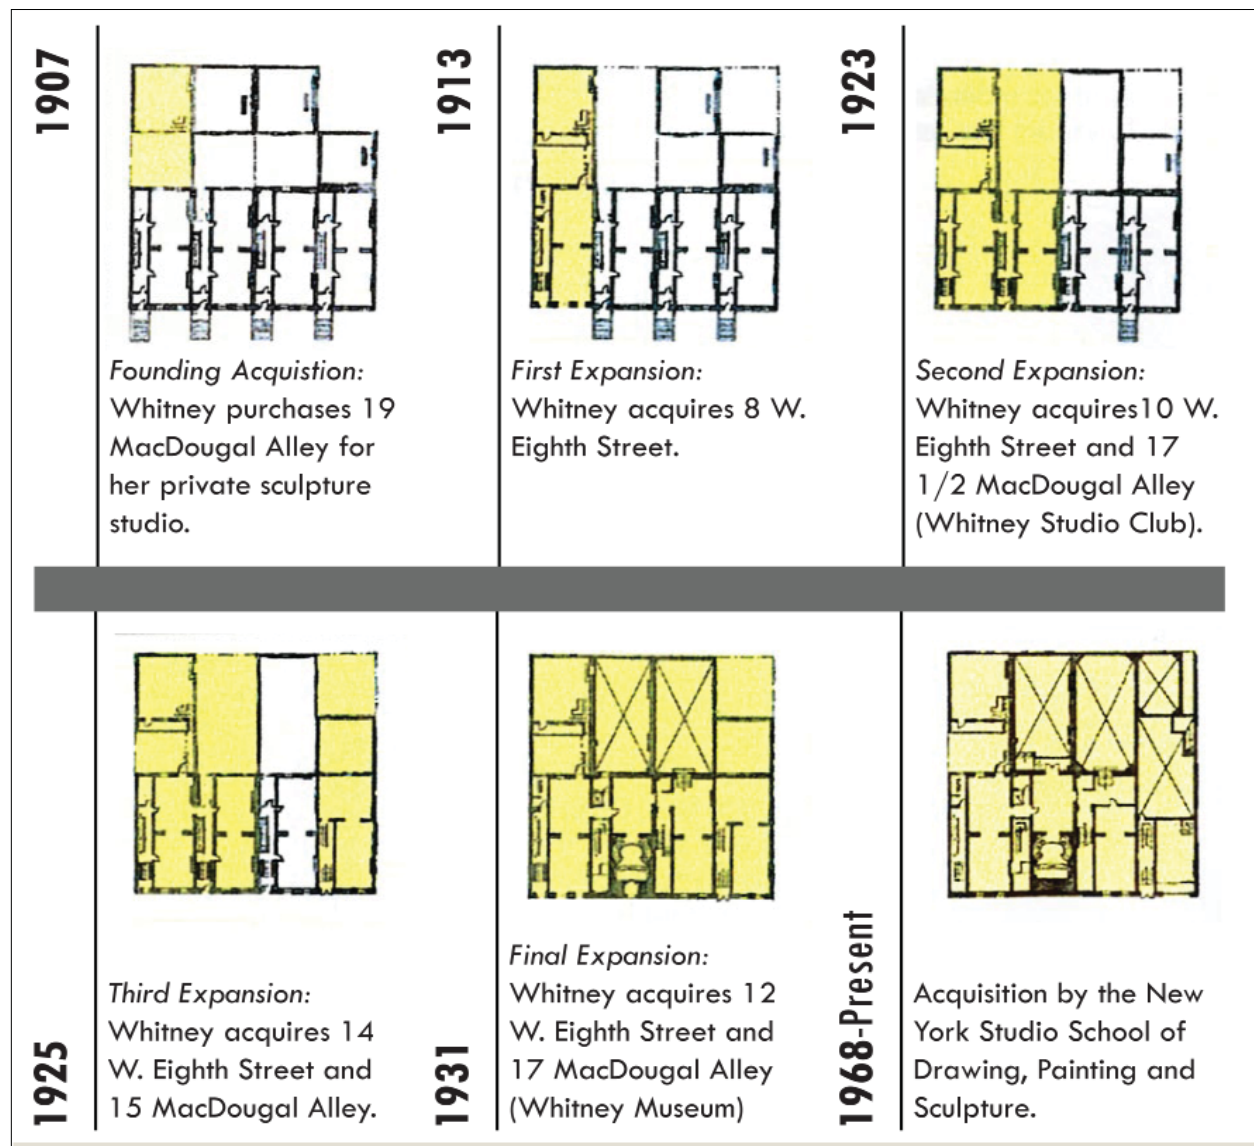 1907
Founding Acquistion:
Whitney purchases 19
MacDougal Alley for
her private sculpture
studio.
1913
First Expansion:
Whitney acquires 8 W.
Eighth Street.
1923
Second Expansion:
Whitney acquires10 W.
Eighth Street and 17
1/2 MacDougal Alley
(Whitney Studio Club).
1925
Third Expansion:
Whitney acquires 14
W. Eighth Street and
15 MacDougal Alley.
1931
Final Expansion:
Whitney acquires 12
W. Eighth Street and
17 MacDougal Alley
(Whitney Museum)
1968-Present
Acquisition by the New
York Studio School of
Drawing, Painting and
Sculpture.